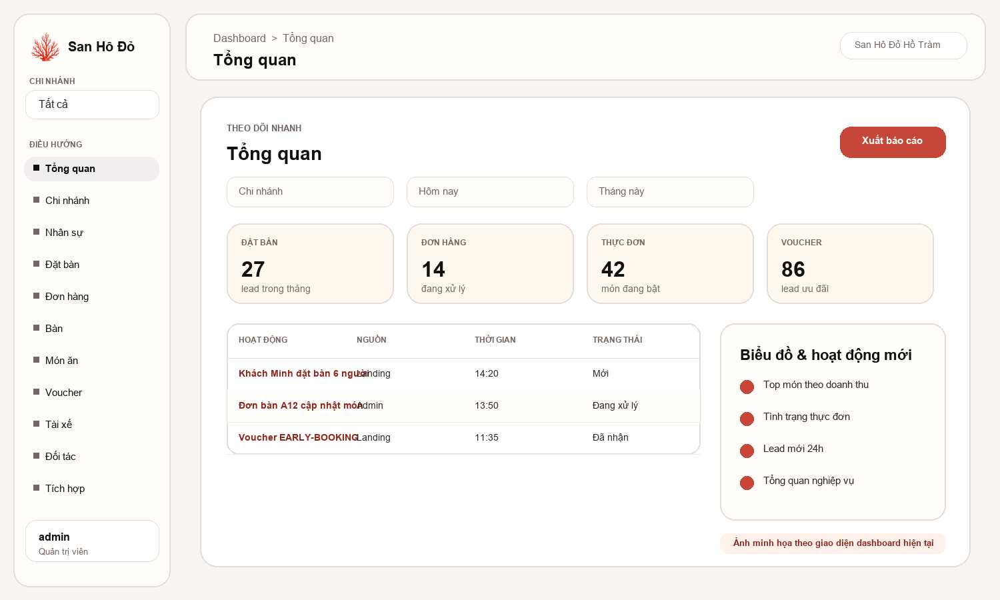 San Hô Đỏ
CHI NHÁNH
Tất cả
ĐIỀU HƯỚNG
Tổng quan
Chi nhánh
Nhân sự
Đặt bàn
Đơn hàng
Bàn
Món ăn
Voucher
Tài xế
Đối tác
Tích hợp
admin
Quản trị viên
Dashboard > Tổng quan
Tổng quan
San Hô Đỏ Hồ Tràm
THEO DÕI NHANH
Tổng quan
Xuất báo cáo
Chi nhánh Hôm nay Tháng này
ĐẶT BÀN
27
lead trong tháng
ĐƠN HÀNG
14
đang xử lý
THỰC ĐƠN
42
món đang bật
VOUCHER
86
lead ưu đãi
HOẠT ĐỘNG NGUỒN THỜI GIAN TRẠNG THÁI
Khách Minh đặt bàn 6 người Landing 14:20 Mới
Đơn bàn A12 cập nhật món Admin 13:50 Đang xử lý
Voucher EARLY-BOOKING Landing 11:35 Đã nhận
Biểu đồ & hoạt động mới
Top món theo doanh thu
Tình trạng thực đơn
Lead mới 24h
Tổng quan nghiệp vụ
Ảnh minh họa theo giao diện dashboard hiện tại